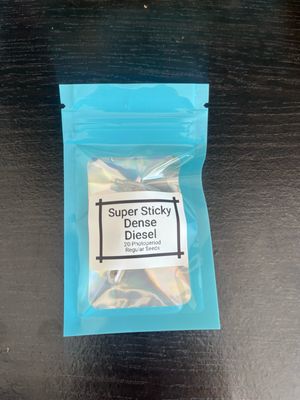 Super Sticky
Dense
Diesel
20 Photoperiod
Regular Seeds